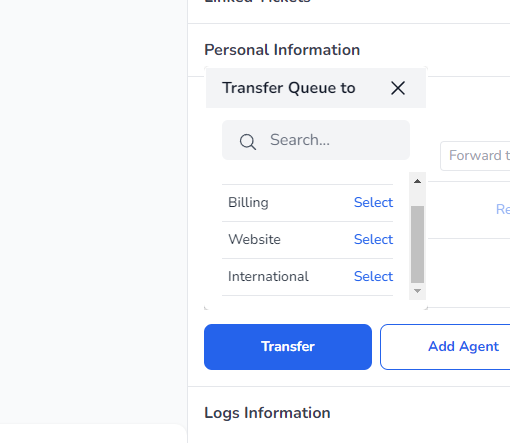 Linked Tickets
Personal Information
Transfer Queue to
Search...
Forward t
Billing Select
Re
Website Select
International Select
Transfer Add Agent
Logs Information